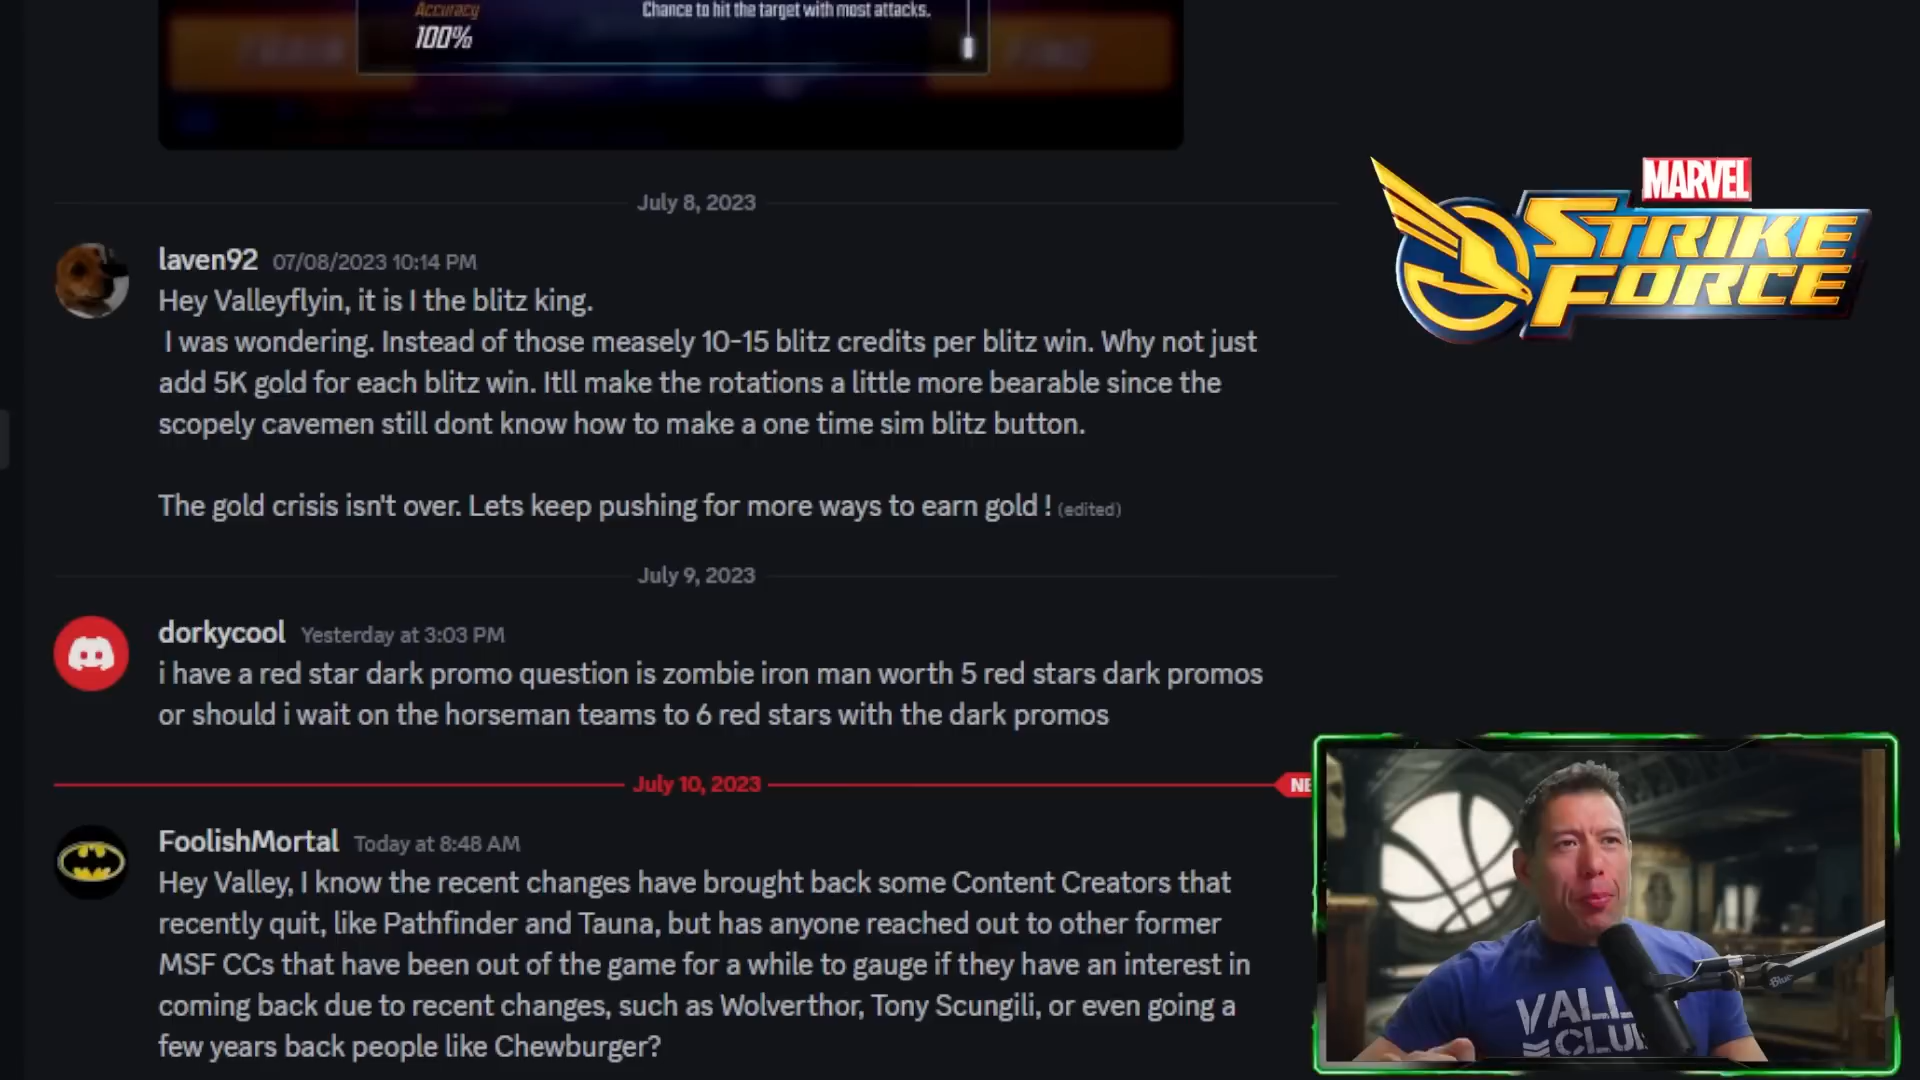 Accuracy
Chance to hit the target with most attacks.
100%
MARVEL
STRIKE
FORCE
July 8, 2023
laven92 07/08/2023 10:14 PM
Hey Valleyflyin, it is I the blitz king.
I was wondering. Instead of those measely 10-15 blitz credits per blitz win. Why not just
add 5K gold for each blitz win. Itll make the rotations a little more bearable since the
scopely cavemen still dont know how to make a one time sim blitz button.
The gold crisis isn't over. Lets keep pushing for more ways to earn gold ! (edited)
July 9, 2023
dorkycool Yesterday at 3:03 PM
i have a red star dark promo question is zombie iron man worth 5 red stars dark promos
or should i wait on the horseman teams to 6 red stars with the dark promos
July 10, 2023
NE
FoolishMortal Today at 8:48 AM
Hey Valley, I know the recent changes have brought back some Content Creators that
recently quit, like Pathfinder and Tauna, but has anyone reached out to other former
MSF CCs that have been out of the game for a while to gauge if they have an interest in
coming back due to recent changes, such as Wolverthor, Tony Scungili, or even going a
few years back people like Chewburger?
VALL
CLUB
Blue